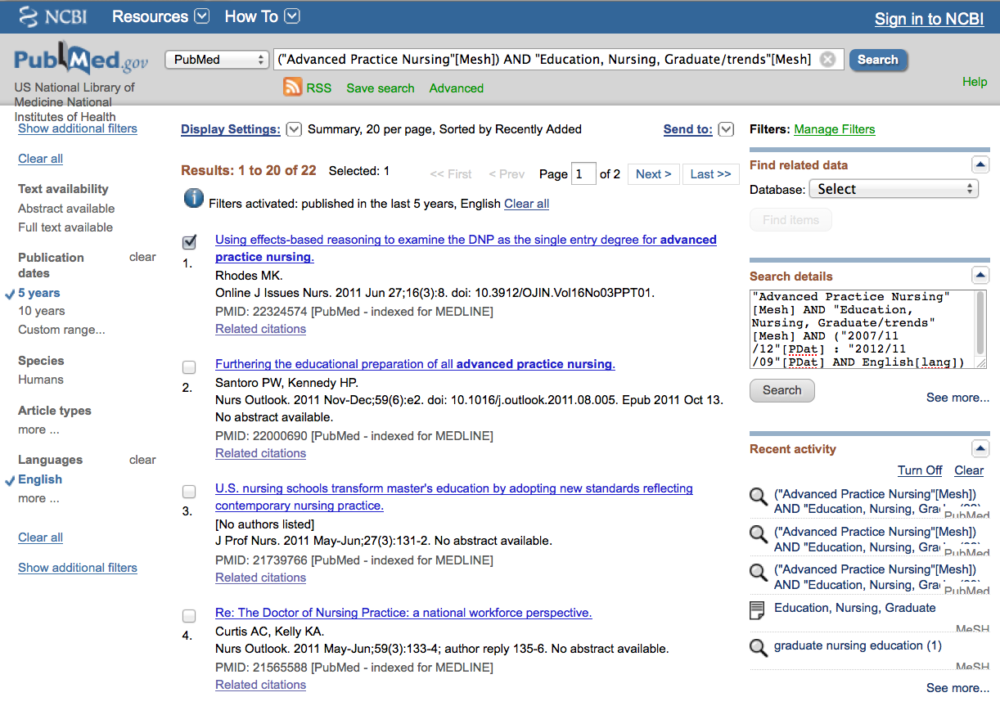 NCBI Resources How To Sign in to NCBI
PubMed.gov
US National Library of
Medicine National
Institutes of Health
PubMed
("Advanced Practice Nursing"[Mesh]) AND "Education, Nursing, Graduate/trends"[Mesh]
Search
RSS Save search Advanced
Help
Show additional filters
Clear all
Text availability
Abstract available
Full text available
Publication
dates
clear
5 years
10 years
Custom range...
Species
Humans
Article types
more ...
Languages
clear
English
more ...
Clear all
Show additional filters
Display Settings: Summary, 20 per page, Sorted by Recently Added
Send to:
Results: 1 to 20 of 22 Selected: 1
<< First < Prev Page 1 of 2 Next > Last >>
Filters activated: published in the last 5 years, English Clear all
1.
Using effects-based reasoning to examine the DNP as the single entry degree for advanced
practice nursing.
Rhodes MK.
Online J Issues Nurs. 2011 Jun 27;16(3):8. doi: 10.3912/OJIN.Vol16No03PPT01.
PMID: 22324574 [PubMed - indexed for MEDLINE]
Related citations
2.
Furthering the educational preparation of all advanced practice nursing.
Santoro PW, Kennedy HP.
Nurs Outlook. 2011 Nov-Dec;59(6):e2. doi: 10.1016/j.outlook.2011.08.005. Epub 2011 Oct 13.
No abstract available.
PMID: 22000690 [PubMed - indexed for MEDLINE]
Related citations
3.
U.S. nursing schools transform master's education by adopting new standards reflecting
contemporary nursing practice.
[No authors listed]
J Prof Nurs. 2011 May-Jun;27(3):131-2. No abstract available.
PMID: 21739766 [PubMed - indexed for MEDLINE]
Related citations
4.
Re: The Doctor of Nursing Practice: a national workforce perspective.
Curtis AC, Kelly KA.
Nurs Outlook. 2011 May-Jun;59(3):133-4; author reply 135-6. No abstract available.
PMID: 21565588 [PubMed - indexed for MEDLINE]
Related citations
Filters: Manage Filters
Find related data
Database: Select
Find items
Search details
"Advanced Practice Nursing"
[Mesh] AND "Education,
Nursing, Graduate/trends"
[Mesh] AND ("2007/11
/12"[PDat] : "2012/11
/09"[PDat] AND English[lang])
Search
See more...
Recent activity
Turn Off Clear
("Advanced Practice Nursing"[Mesh])
AND "Education, Nursing, Grad
PubMed
("Advanced Practice Nursing"[Mesh])
AND "Education, Nursing, Grad
PubMed
("Advanced Practice Nursing"[Mesh])
AND "Education, Nursing, Grad
PubMed
Education, Nursing, Graduate
MeSH
graduate nursing education (1)
MeSH
See more...